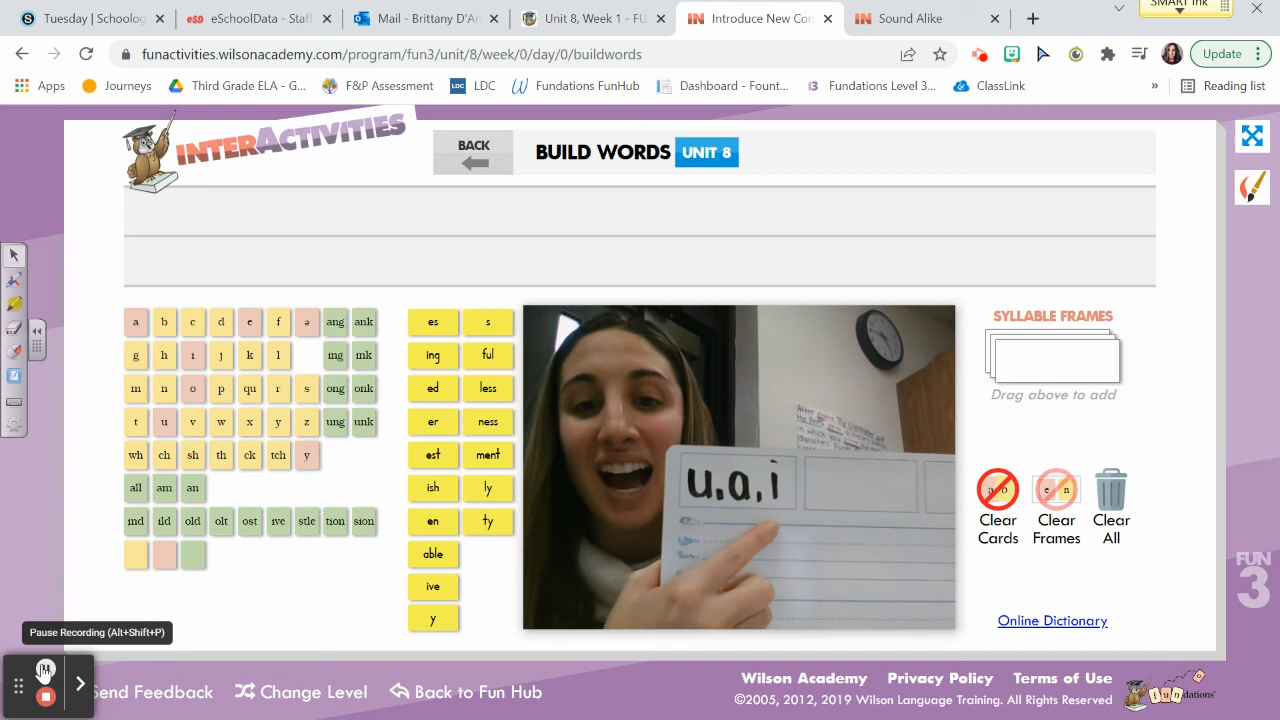 Tuesday | Schoolog
eSchoolData - Staff
Mail - Brittany D'An
Unit 8, Week 1 - FU
Introduce New Con
Sound Alike
SMART Ink
funactivities.wilsonacademy.com/program/fun3/unit/8/week/0/day/0/buildwords
Update
Apps
Journeys
Third Grade ELA - G...
F&P Assessment
LDC LDC
Fundations FunHub
Dashboard - Fount...
Fundations Level 3...
ClassLink
»
Reading list
INTERACTIVITIES
BACK
BUILD WORDS UNIT 8
a b c d e f ə ang ank
g h i j k l ing ink
m n o p qu r s ong onk
t u v w x y z ung unk
wh ch sh th ck tch y
all am an
ind ild old olt ost ive stle tion sion
es s
ing ful
ed less
er ness
est ment
ish ly
en ty
able
ive
y
u, a, i
SYLLABLE FRAMES
Drag above to add
a b
e n
Clear Cards
Clear Frames
Clear All
Online Dictionary
FUN
3
Pause Recording (Alt+Shift+P)
Send Feedback
Change Level
Back to Fun Hub
Wilson Academy
Privacy Policy
Terms of Use
©2005, 2012, 2019 Wilson Language Training. All Rights Reserved
fundations